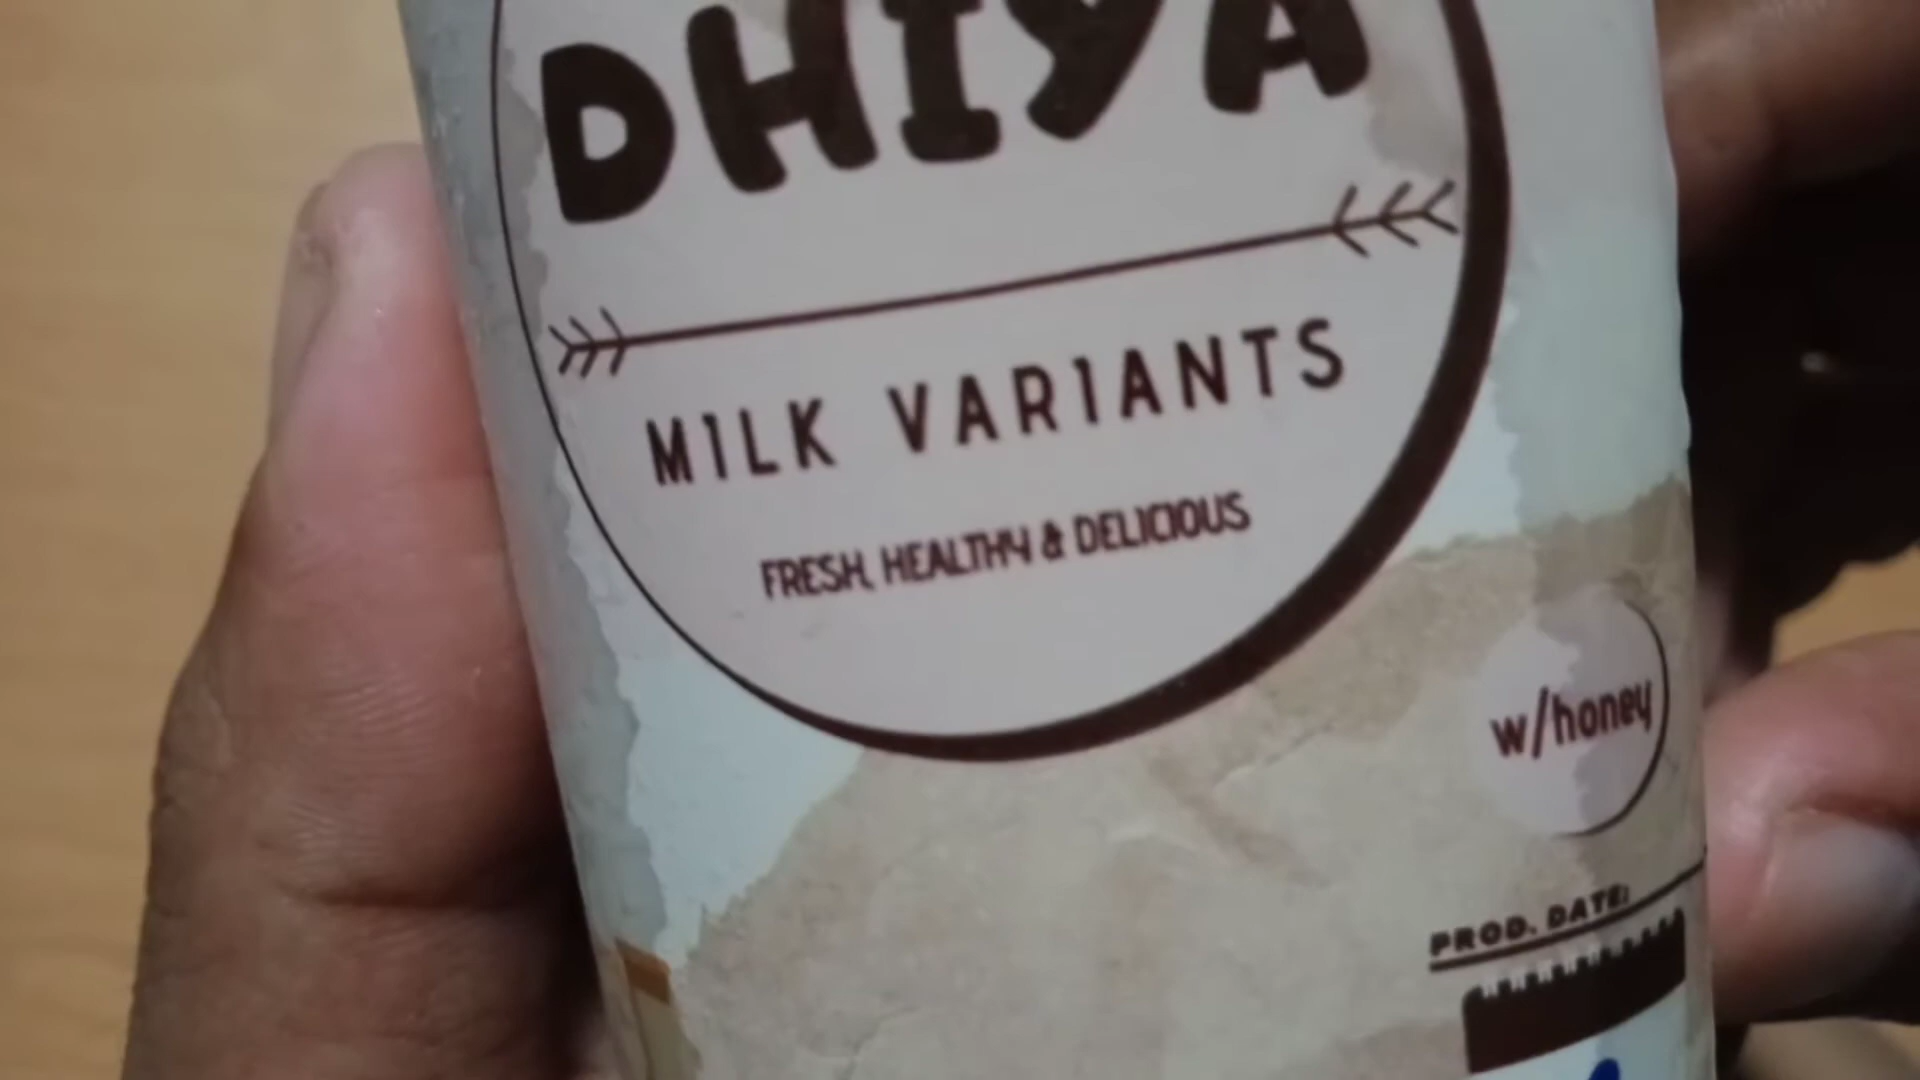 DHIYA
MILK VARIANTS
FRESH, HEALTHY & DELICIOUS
w/honey
PROD. DATE: